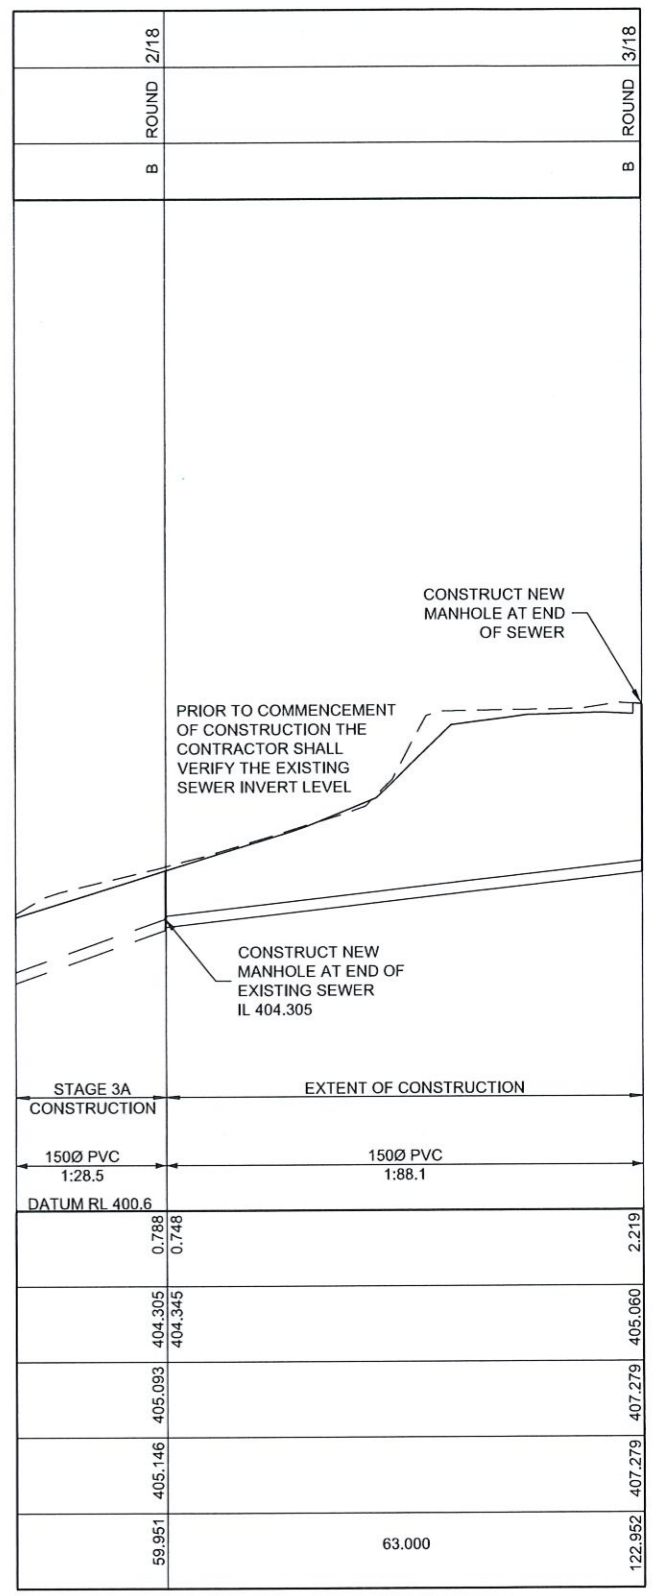 2/18
3/18
ROUND
ROUND
B
B
CONSTRUCT NEW
MANHOLE AT END
OF SEWER
PRIOR TO COMMENCEMENT
OF CONSTRUCTION THE
CONTRACTOR SHALL
VERIFY THE EXISTING
SEWER INVERT LEVEL
CONSTRUCT NEW
MANHOLE AT END OF
EXISTING SEWER
IL 404.305
STAGE 3A
CONSTRUCTION
EXTENT OF CONSTRUCTION
150Ø PVC
1:28.5
150Ø PVC
1:88.1
DATUM RL 400.6
0.788
0.748
2.219
404.305
404.345
405.060
405.093
407.279
405.146
407.279
59.951
63.000
122.952